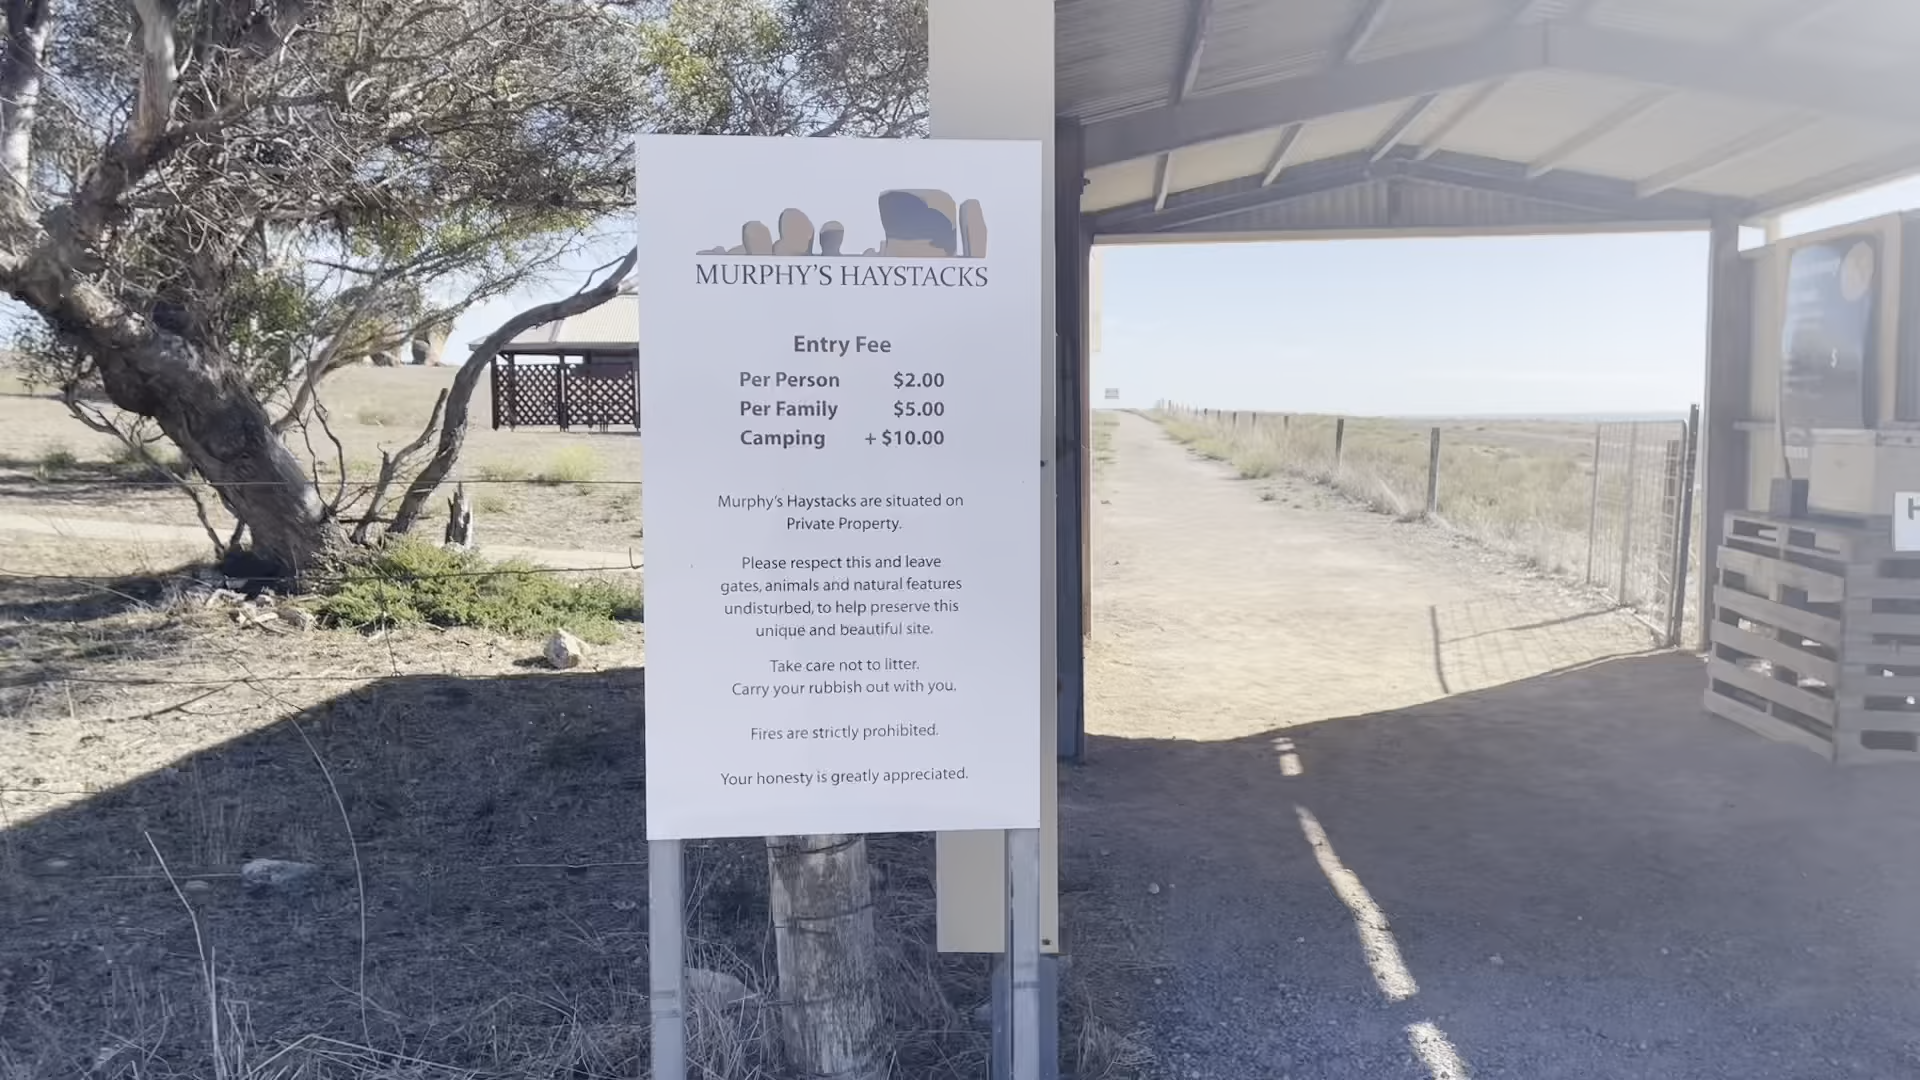 MURPHY'S HAYSTACKS
Entry Fee
Per Person $2.00
Per Family $5.00
Camping + $10.00
Murphy's Haystacks are situated on
Private Property.
Please respect this and leave
gates, animals and natural features
undisturbed, to help preserve this
unique and beautiful site.
Take care not to litter.
Carry your rubbish out with you.
Fires are strictly prohibited.
Your honesty is greatly appreciated.